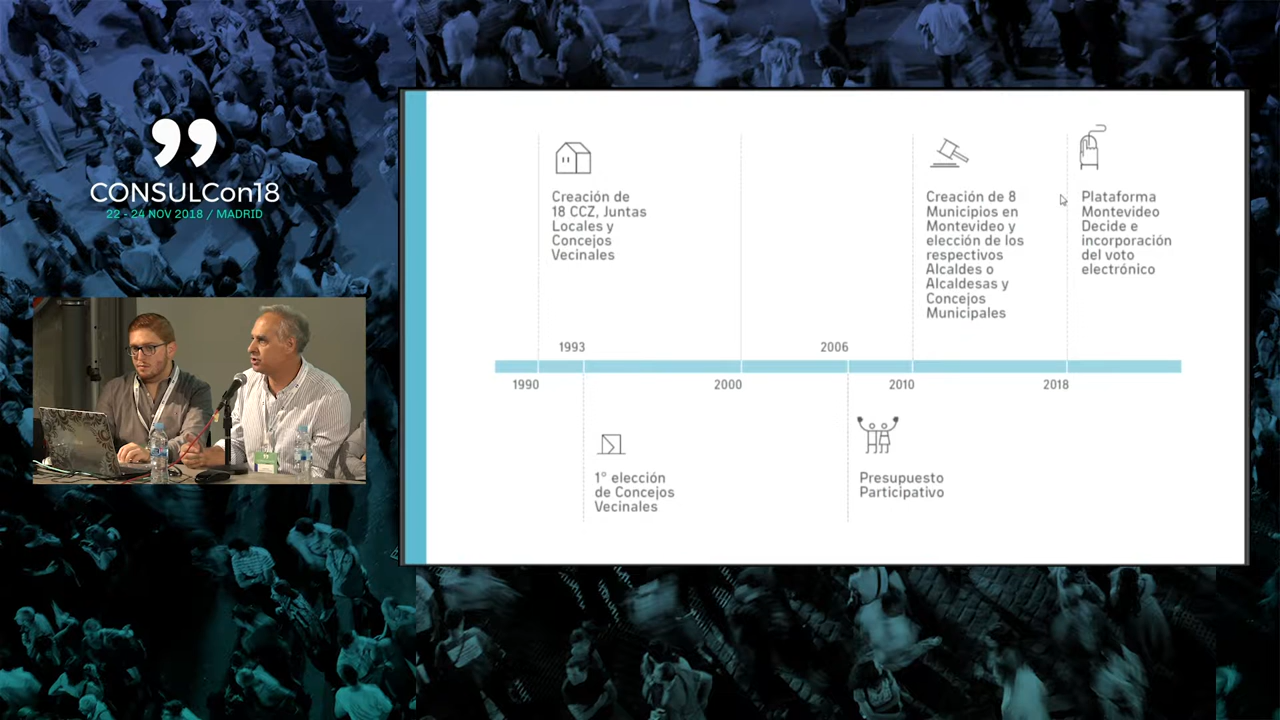 CONSULCon18
22 - 24 NOV 2018 / MADRID
Creación de
18 CCZ, Juntas
Locales y
Concejos
Vecinales
Creación de 8
Municipios en
Montevideo y
elección de los
respectivos
Alcaldes o
Alcaldesas y
Concejos
Municipales
Plataforma
Montevideo
Decide e
incorporación
del voto
electrónico
1993
2006
1990
2000
2010
2018
1° elección
de Concejos
Vecinales
Presupuesto
Participativo